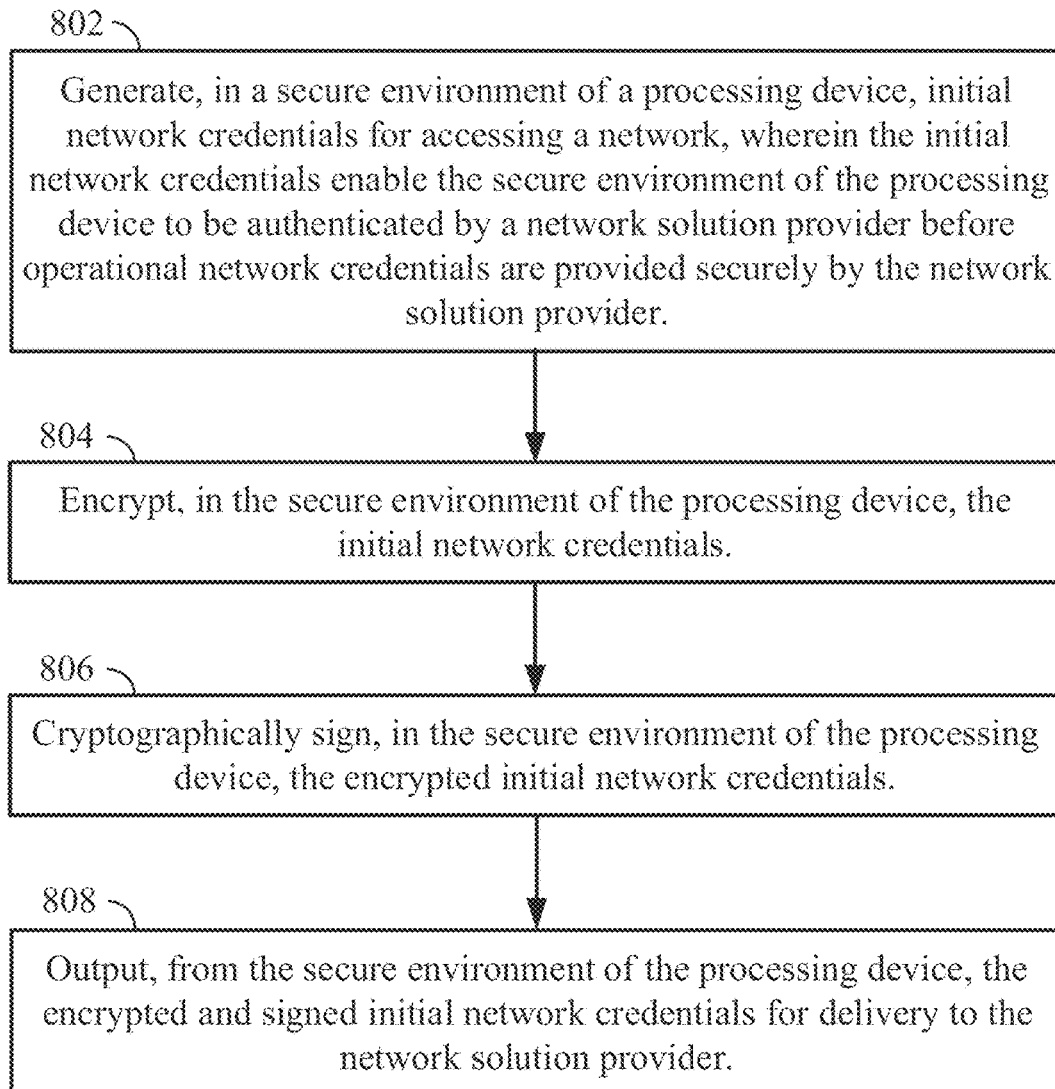 802
Generate, in a secure environment of a processing device, initial
network credentials for accessing a network, wherein the initial
network credentials enable the secure environment of the processing
device to be authenticated by a network solution provider before
operational network credentials are provided securely by the network
solution provider.
804
Encrypt, in the secure environment of the processing device, the
initial network credentials.
806
Cryptographically sign, in the secure environment of the processing
device, the encrypted initial network credentials.
808
Output, from the secure environment of the processing device, the
encrypted and signed initial network credentials for delivery to the
network solution provider.